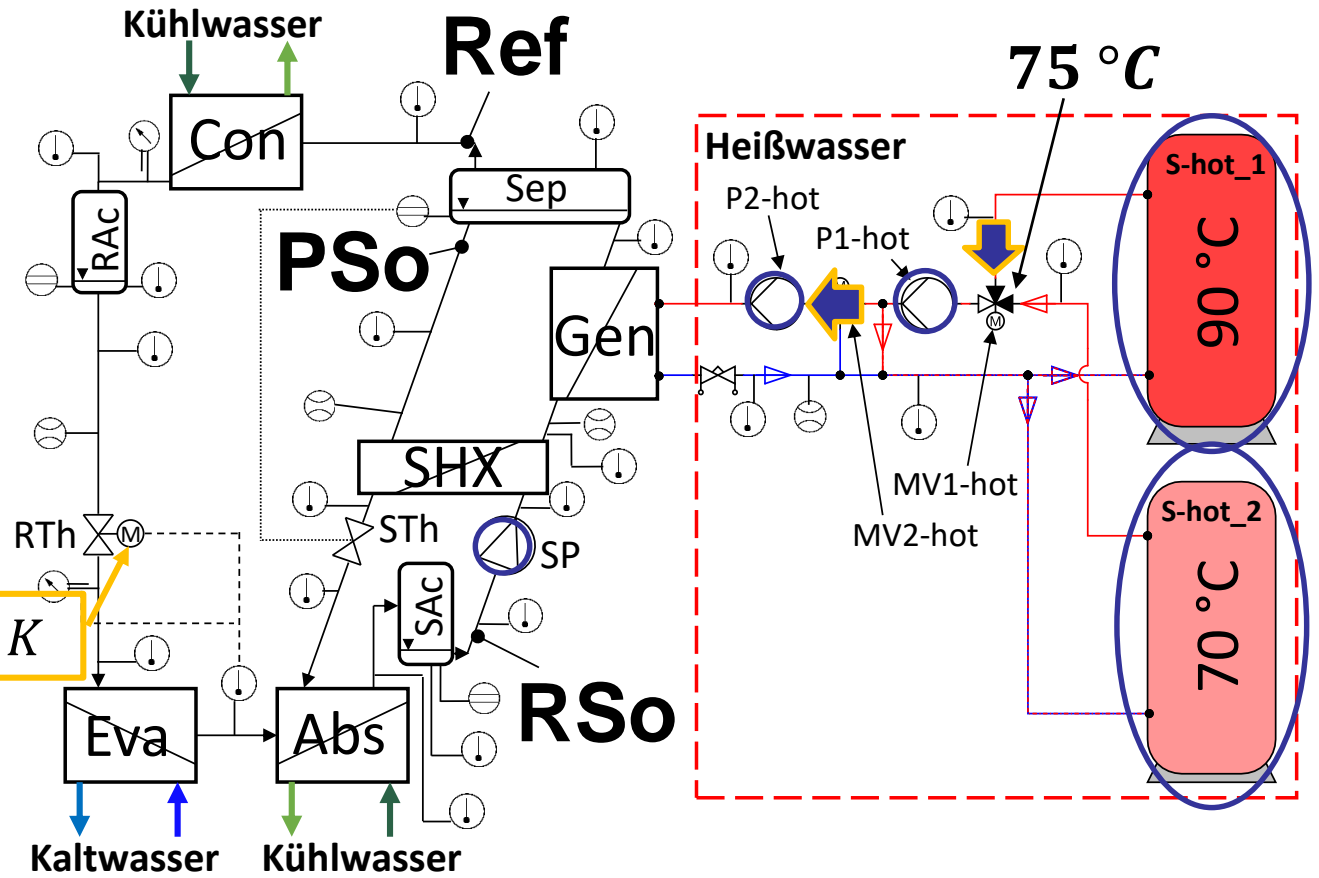 Kühlwasser
Ref
75 °C
Con
Heißwasser
S-hot_1
Sep
P2-hot
P1-hot
RAc
PSo
90 °C
Gen
M
M
SHX
MV1-hot
S-hot_2
RTh
M
STh
SP
MV2-hot
SAc
70 °C
K
RSo
Eva
Abs
Kaltwasser
Kühlwasser